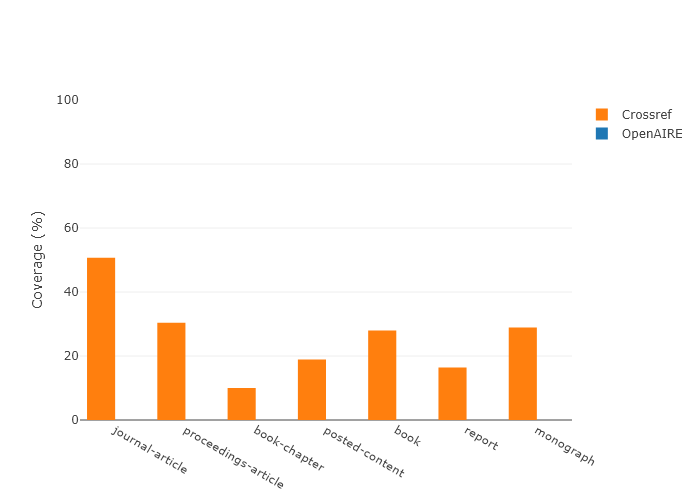 100
80
60
40
20
0
Coverage (%)
Crossref
OpenAIRE
journal-article
proceedings-article
book-chapter
posted-content
book
report
monograph